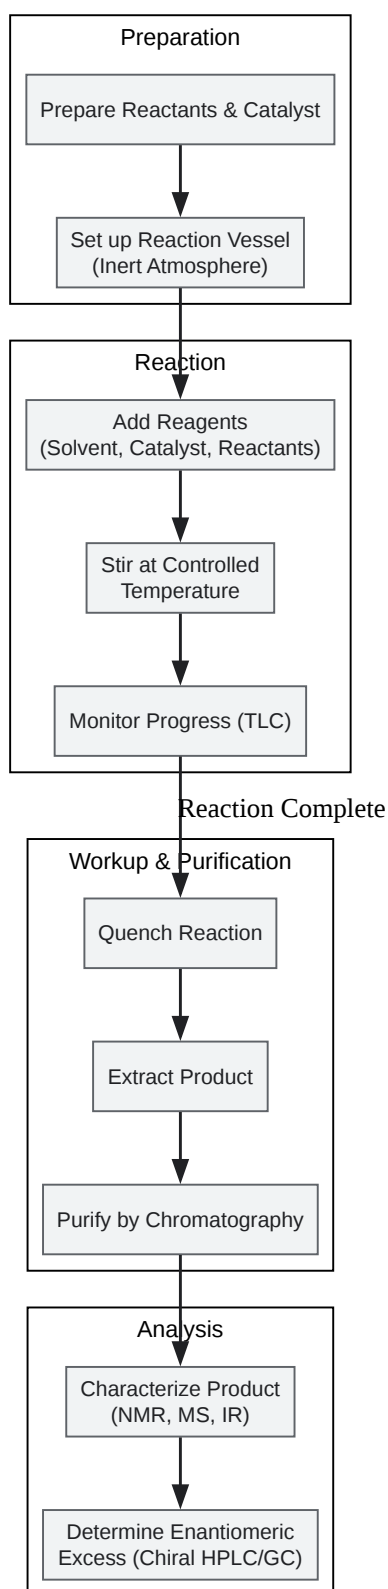 Preparation
Prepare Reactants & Catalyst
Set up Reaction Vessel
(Inert Atmosphere)
Reaction
Add Reagents
(Solvent, Catalyst, Reactants)
Stir at Controlled
Temperature
Monitor Progress (TLC)
Reaction Complete
Workup & Purification
Quench Reaction
Extract Product
Purify by Chromatography
Analysis
Characterize Product
(NMR, MS, IR)
Determine Enantiomeric
Excess (Chiral HPLC/GC)